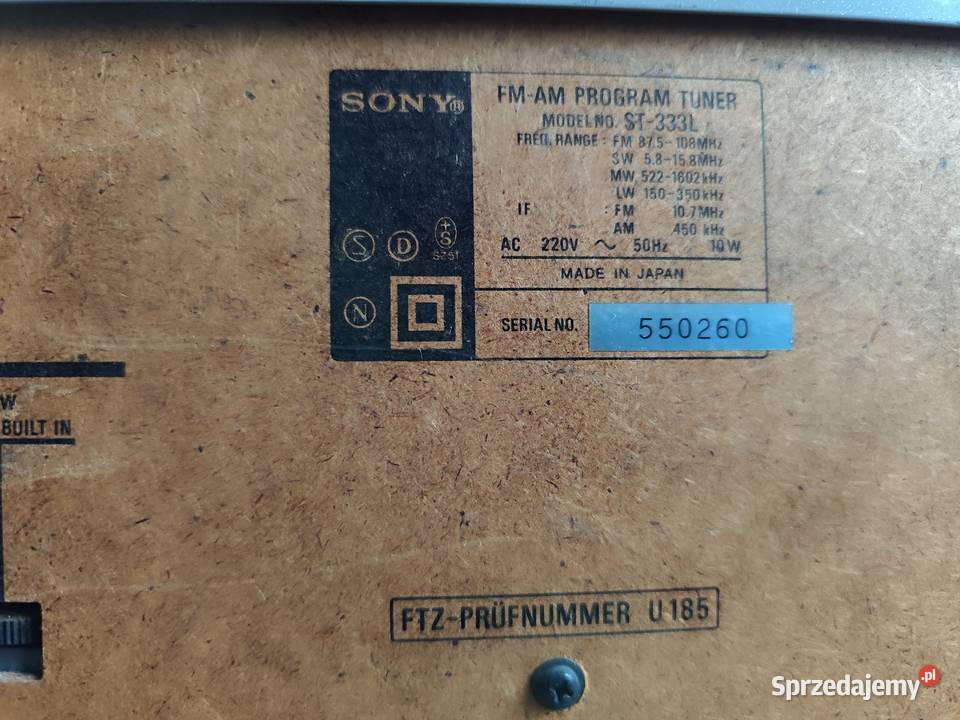 SONY®
FM-AM PROGRAM TUNER
MODEL NO. ST-333L
FREQ. RANGE : FM 87.5-108MHz
SW 5.8-15.8MHz
MW 522-1602kHz
LW 150-350kHz
IF : FM 10.7MHz
AM 450 kHz
AC 220V ~ 50Hz 10W
MADE IN JAPAN
SERIAL NO. 550260
S D +S
N
W
BUILT IN
FTZ-PRÜFNUMMER U185
Sprzedajemy.pl